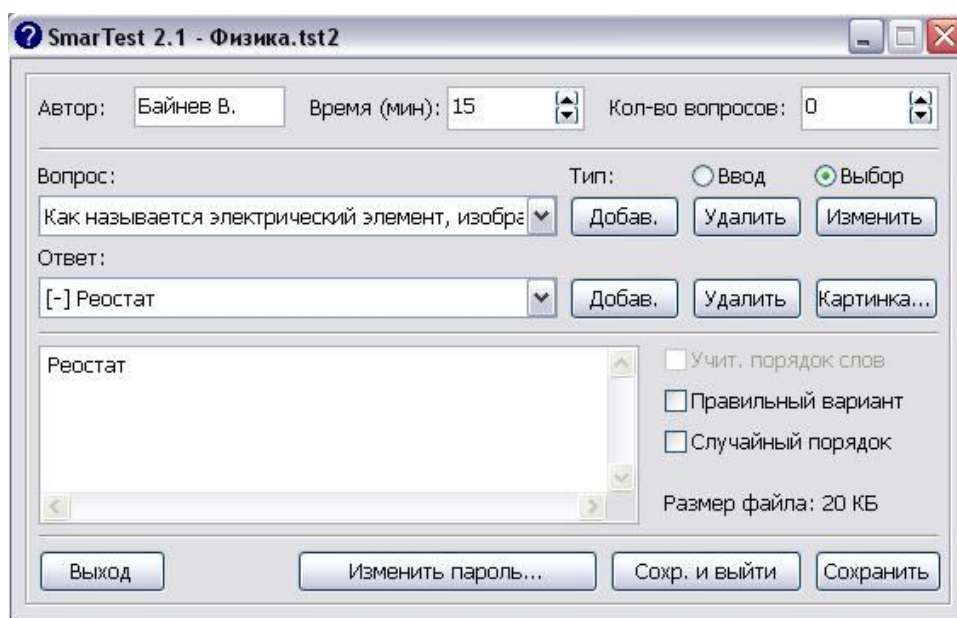 SmarTest 2.1 - Физика.tst2
Автор: Байнев В. Время (мин): 15 Кол-во вопросов: 0
Вопрос: Тип: Ввод Выбор
Как называется электрический элемент, изобра Добав. Удалить Изменить
Ответ:
[-] Реостат Добав. Удалить Картинка...
Реостат
Учит. порядок слов
Правильный вариант
Случайный порядок
Размер файла: 20 КБ
Выход Изменить пароль... Сохр. и выйти Сохранить